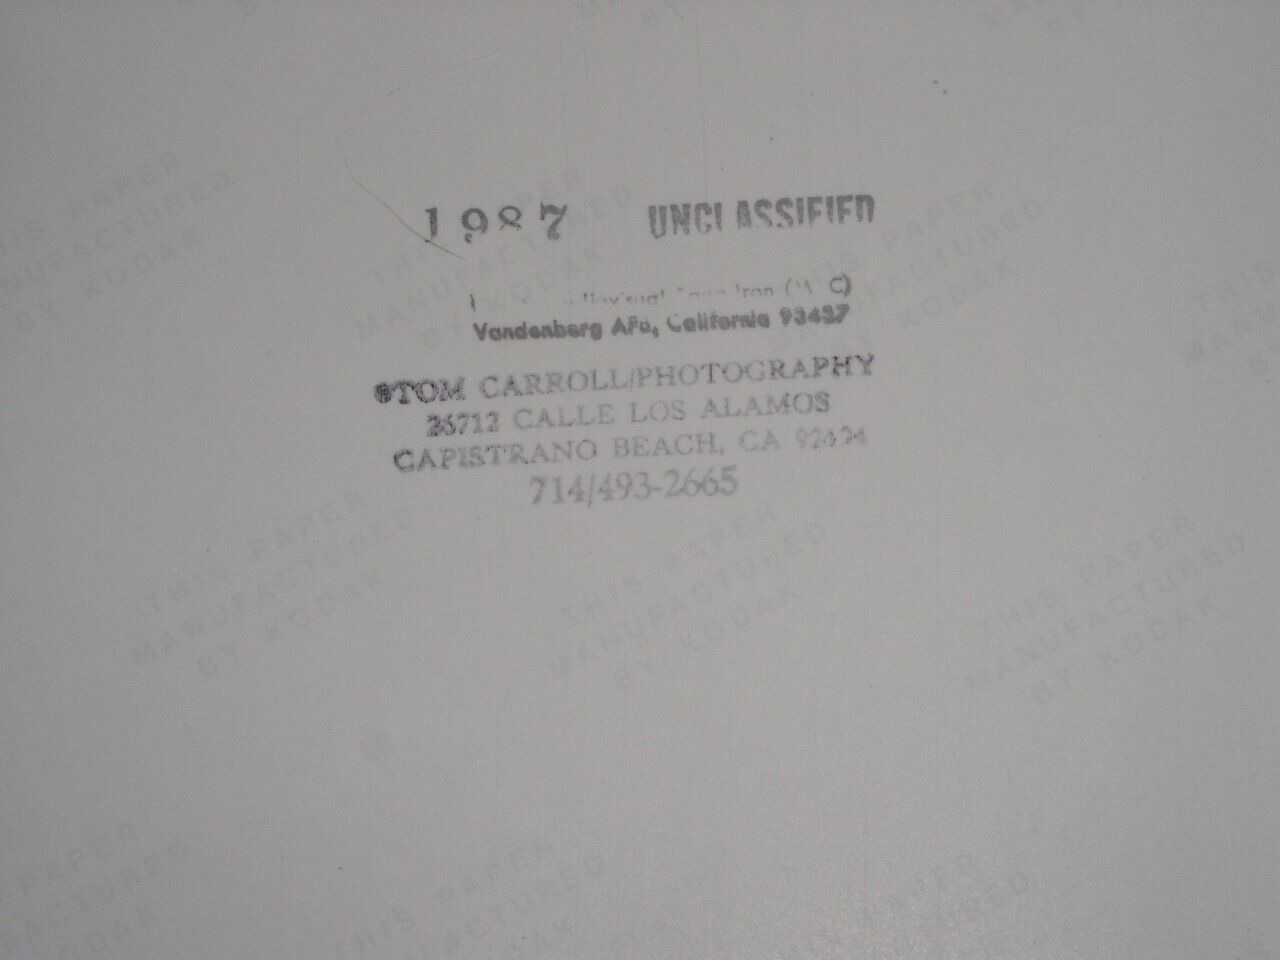 1987 UNCLASSIFIED
Vandenberg AFB, California 93437
©TOM CARROLL/PHOTOGRAPHY
26712 CALLE LOS ALAMOS
CAPISTRANO BEACH, CA
714/493-2665
THIS PAPER
MANUFACTURED
BY KODAK